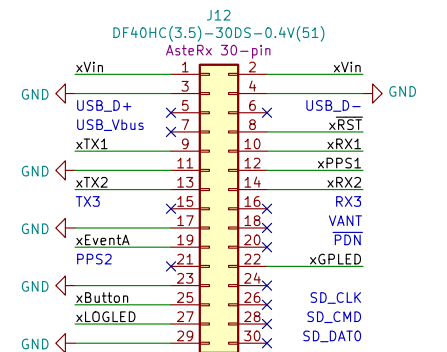 J12
DF40HC(3.5)-30DS-0.4V(51)
AsteRx 30-pin
xVin 1 2 xVin
GND 3 4 GND
USB_D+ 5 6 USB_D-
USB_Vbus 7 8 xRST
xTX1 9 10 xRX1
GND 11 12 xPPS1
xTX2 13 14 xRX2
TX3 15 16 RX3
GND 17 18 VANT
xEventA 19 20 PDN
PPS2 21 22 xGPLED
GND 23 24
xButton 25 26 SD_CLK
xLOGLED 27 28 SD_CMD
GND 29 30 SD_DAT0